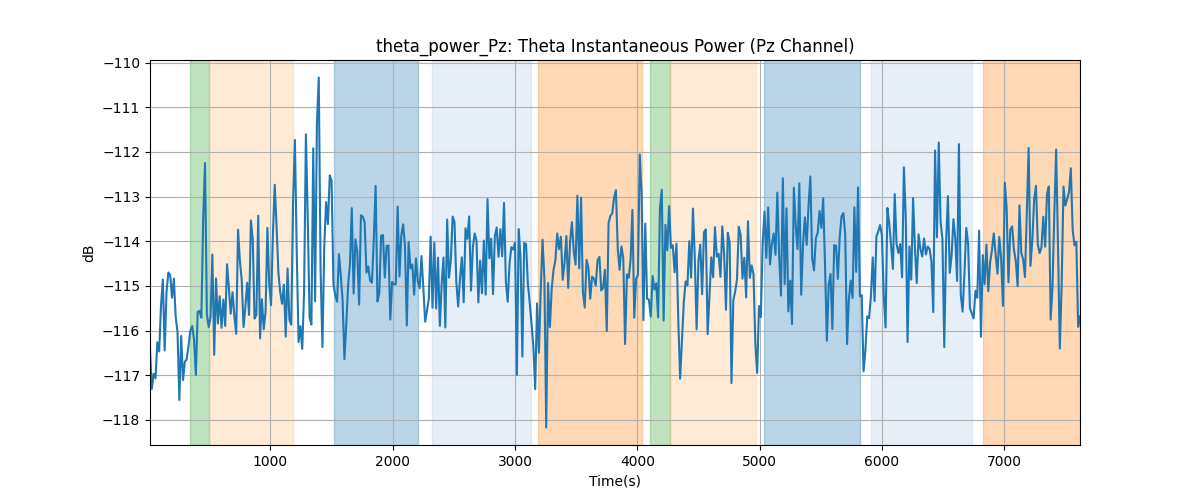 theta_power_Pz: Theta Instantaneous Power (Pz Channel)
−110
−111
−112
−113
−114
−115
−116
−117
−118
dB
1000 2000 3000 4000 5000 6000 7000
Time(s)